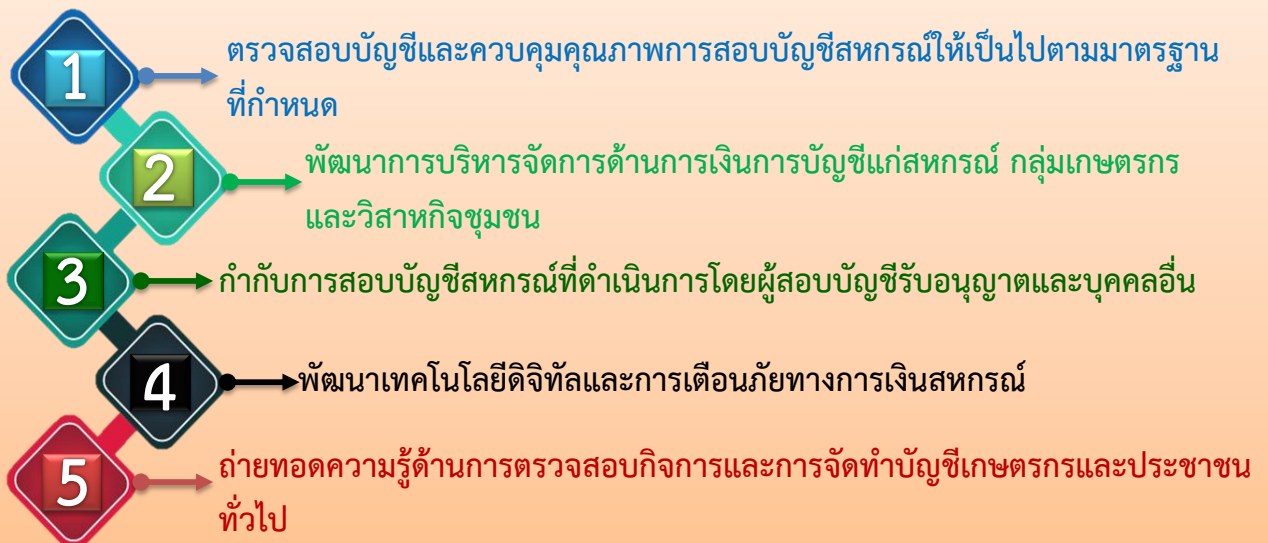 1
ตรวจสอบบัญชีและควบคุมคุณภาพการสอบบัญชีสหกรณ์ให้เป็นไปตามมาตรฐาน
ที่กำหนด
2
พัฒนาการบริหารจัดการด้านการเงินการบัญชีแก่สหกรณ์ กลุ่มเกษตรกร
และวิสาหกิจชุมชน
3
กำกับการสอบบัญชีสหกรณ์ที่ดำเนินการโดยผู้สอบบัญชีรับอนุญาตและบุคคลอื่น
4
พัฒนาเทคโนโลยีดิจิทัลและการเตือนภัยทางการเงินสหกรณ์
5
ถ่ายทอดความรู้ด้านการตรวจสอบกิจการและการจัดทำบัญชีเกษตรกรและประชาชน
ทั่วไป